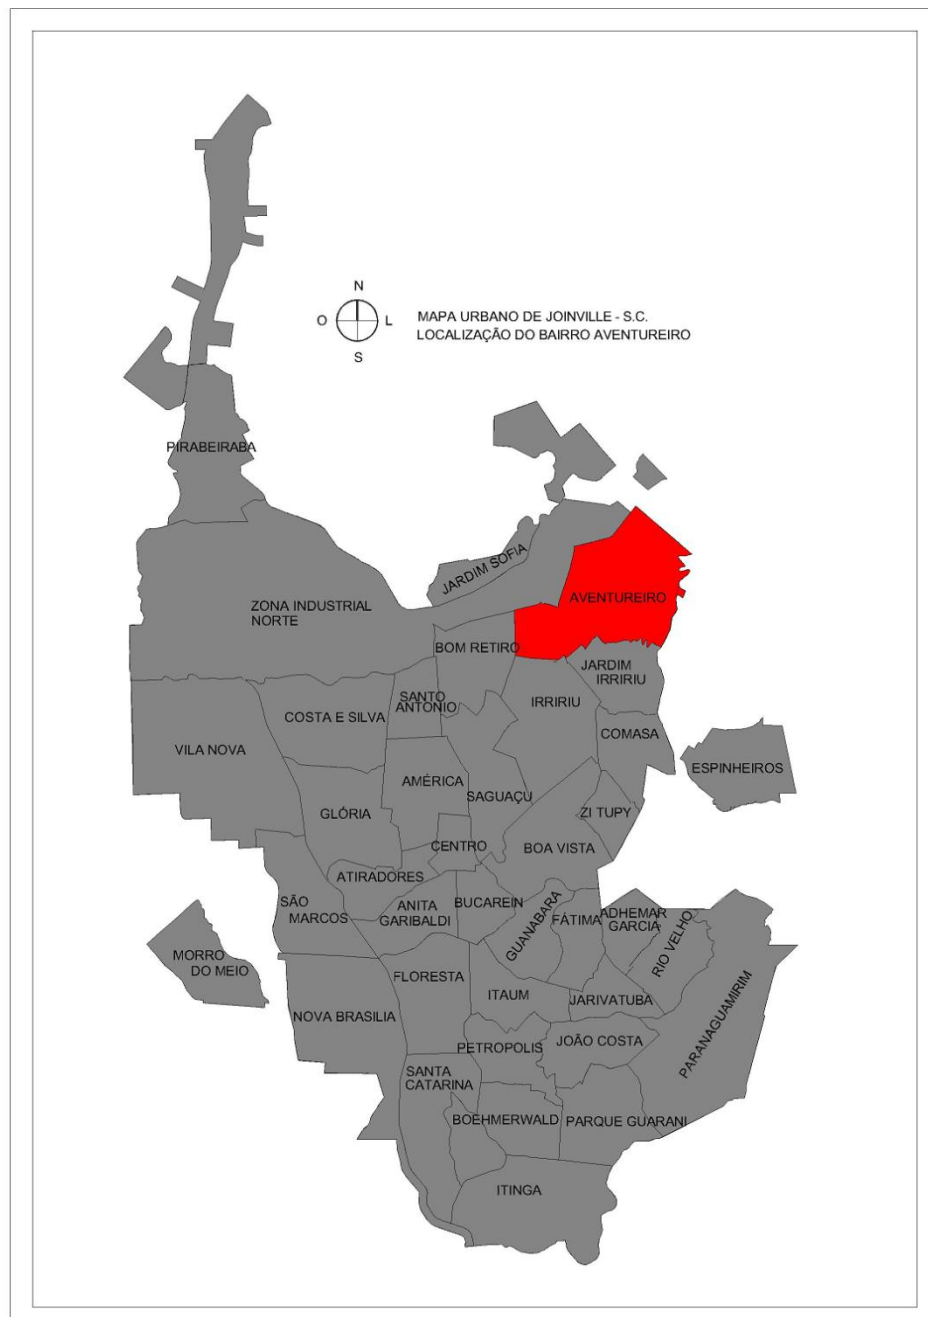 N
O
L
S
MAPA URBANO DE JOINVILLE - S.C.
LOCALIZAÇÃO DO BAIRRO AVENTUREIRO
PIRABEIRABA
JARDIM SOFIA
ZONA INDUSTRIAL
NORTE
AVENTUREIRO
BOM RETIRO
JARDIM
IRRIRIU
SANTO
ANTONIO
IRRIRIU
COSTA E SILVA
COMASA
VILA NOVA
ESPINHEIROS
AMÉRICA
SAGUAÇU
GLÓRIA
ZI TUPY
CENTRO
BOA VISTA
ATIRADORES
SÃO
MARCOS
ANITA
GARIBALDI
BUCAREIN
GUANABARA
FÁTIMA
ADHEMAR
GARCIA
RIO VELHO
MORRO
DO MEIO
FLORESTA
ITAUM
JARIVATUBA
PARANAGUAMIRIM
NOVA BRASILIA
PETROPOLIS
JOÃO COSTA
SANTA
CATARINA
BOEHMERWALD
PARQUE GUARANI
ITINGA